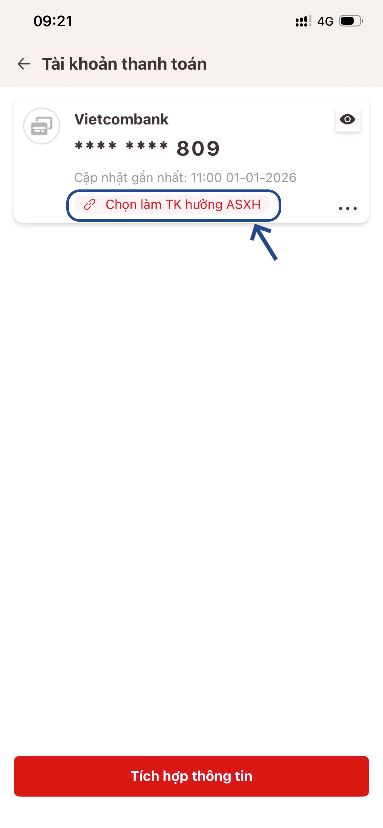 09:21
4G
Tài khoản thanh toán
Vietcombank
**** **** 809
Cập nhật gần nhất: 11:00 01-01-2026
Chọn làm TK hưởng ASXH
Tích hợp thông tin